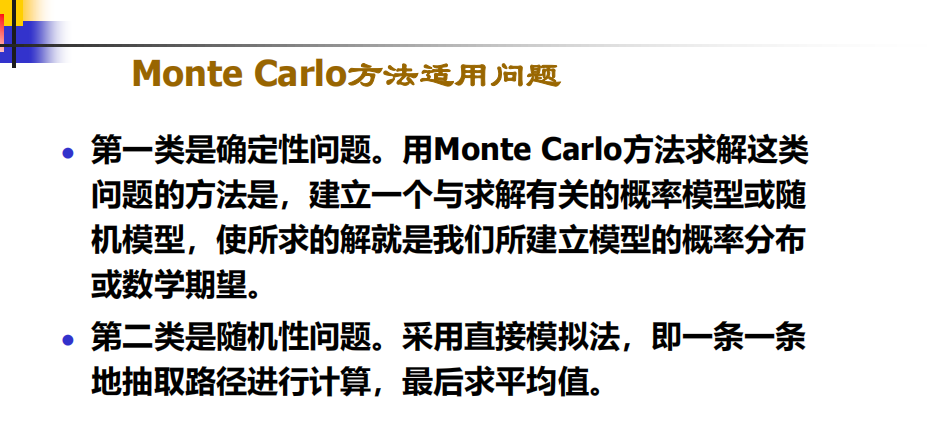 Monte Carlo方法适用问题
第一类是确定性问题。用Monte Carlo方法求解这类
问题的方法是，建立一个与求解有关的概率模型或随
机模型，使所求的解就是我们所建立模型的概率分布
或数学期望。
第二类是随机性问题。采用直接模拟法，即一条一条
地抽取路径进行计算，最后求平均值。